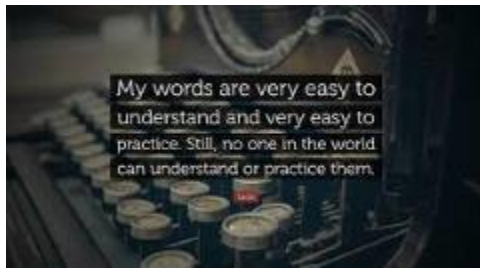 My words are very easy to
understand and very easy to
practice. Still, no one in the world
can understand or practice them.